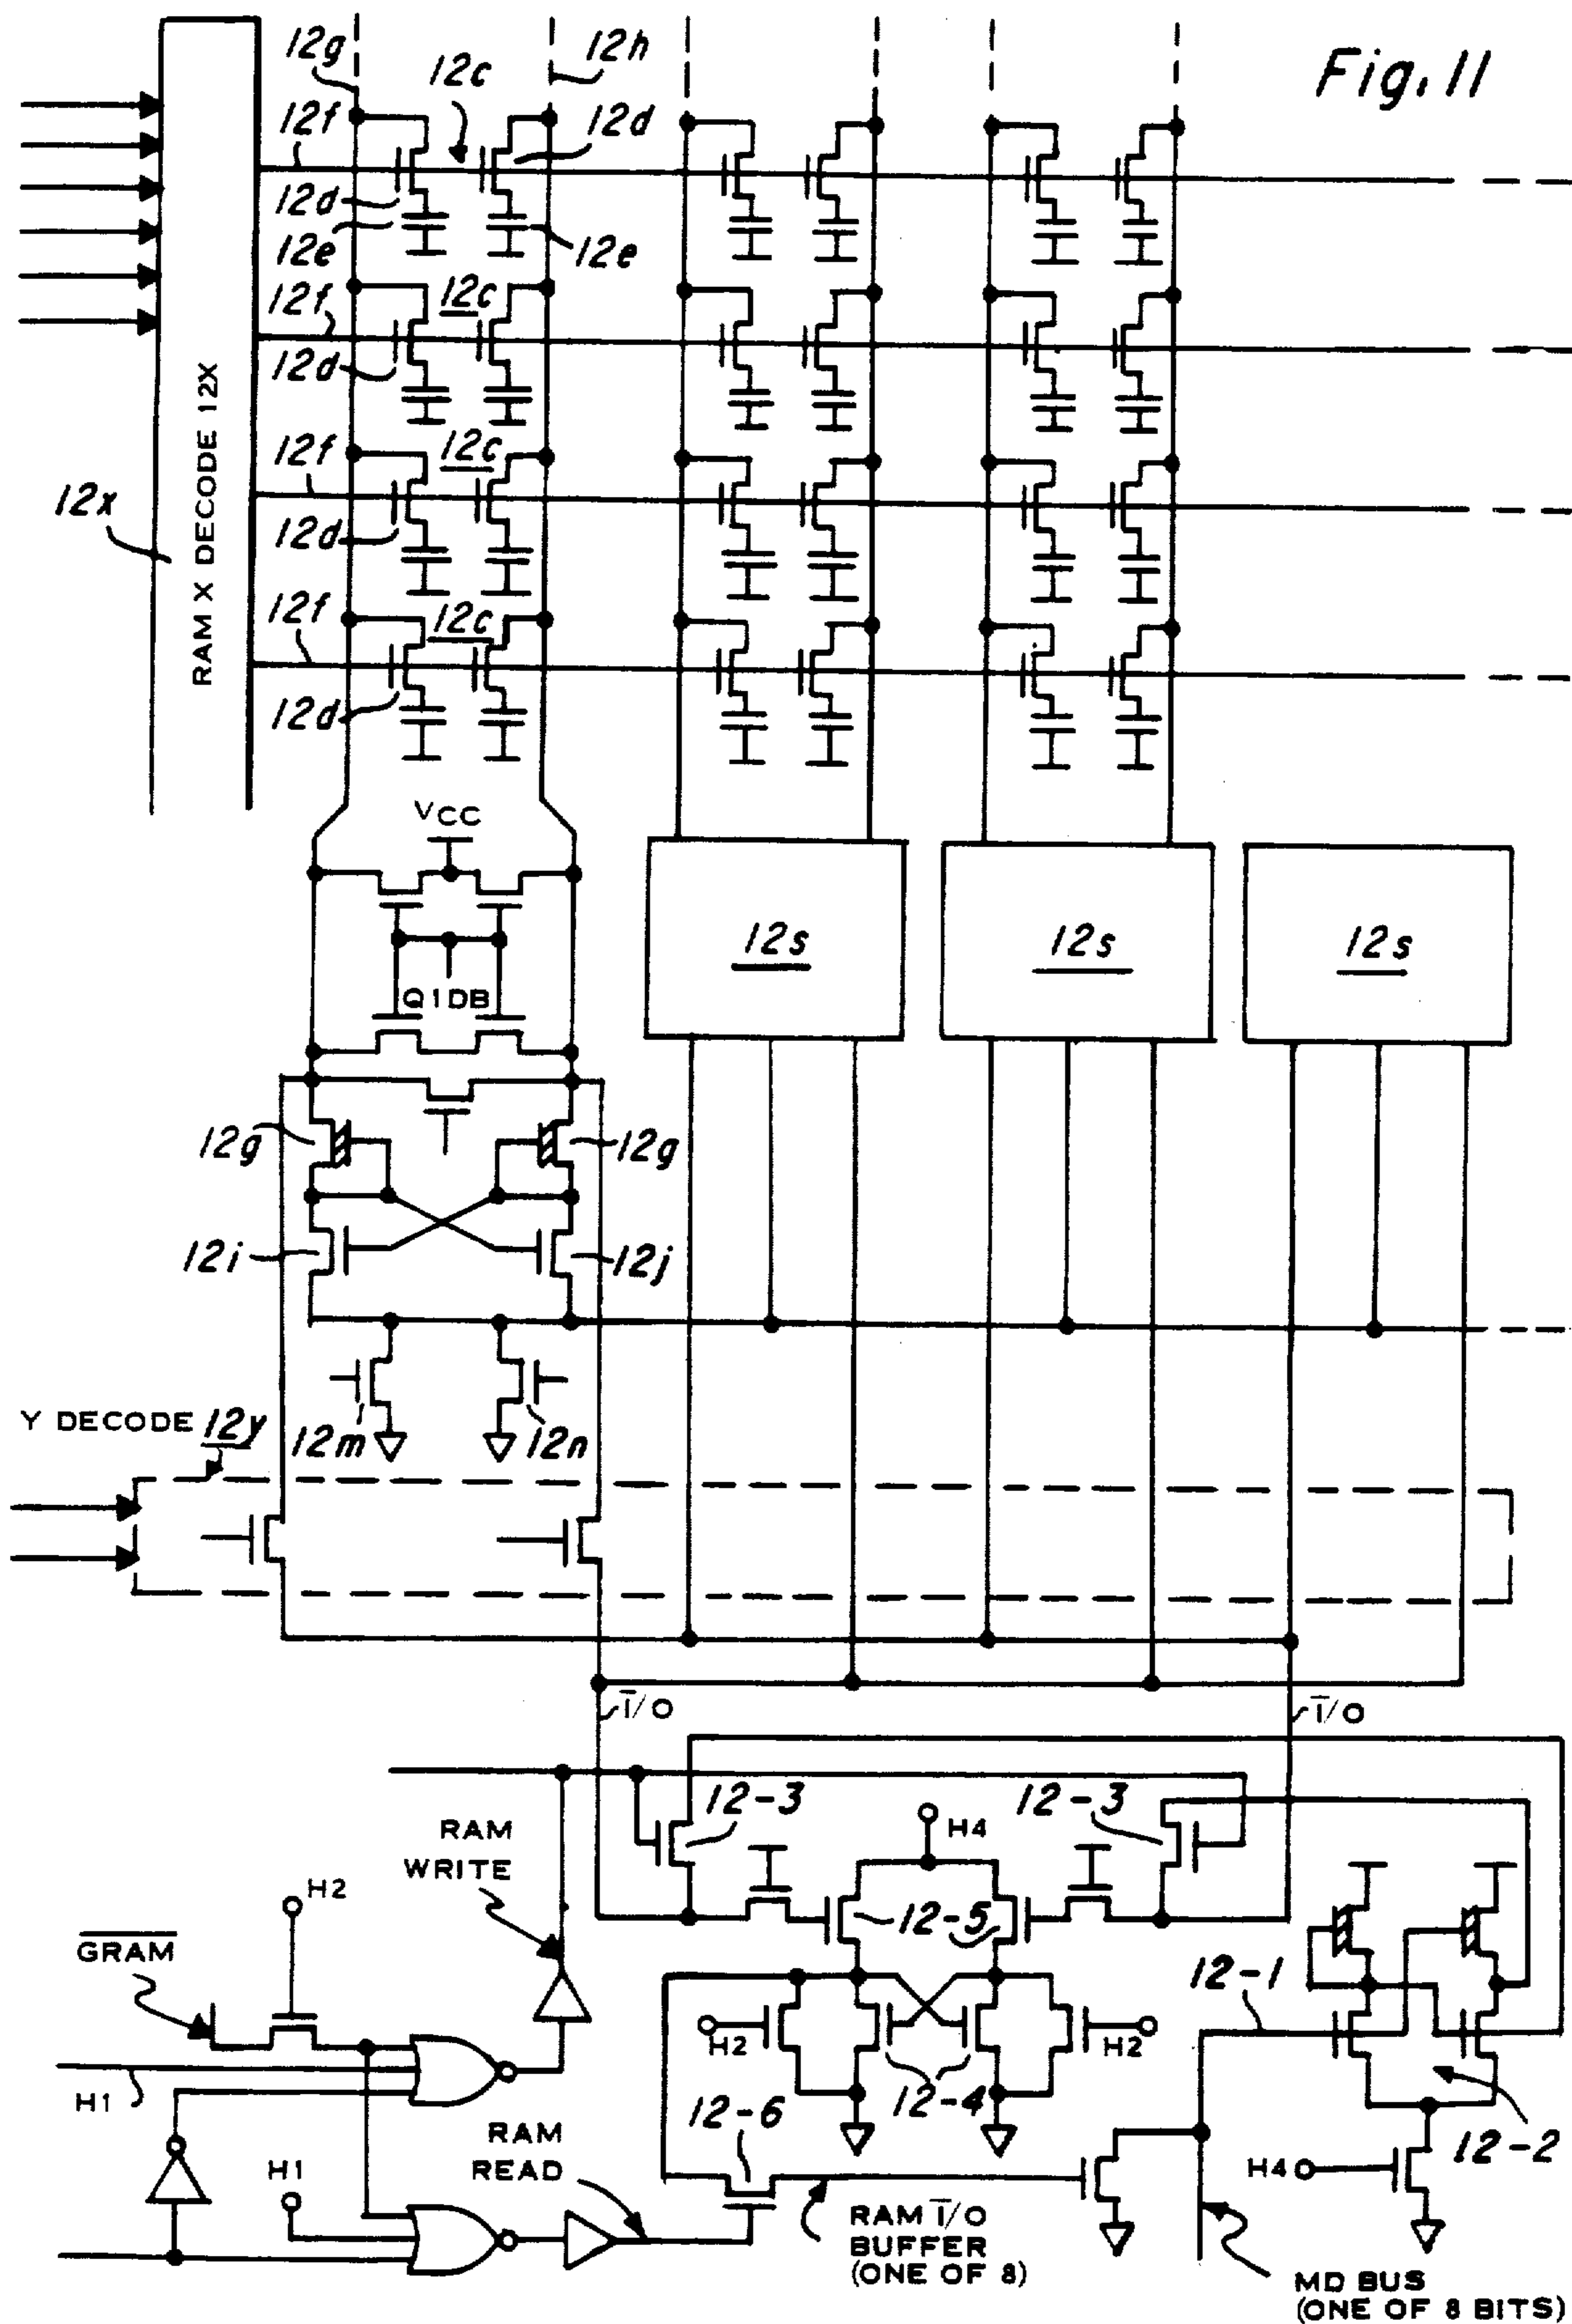 Fig. 11
12g
12h
12c
12f
12d
12d
12e
12e
12f
12c
12d
12f
12c
12d
12x
RAM X DECODE 12X
12f
12c
12d
VCC
Q1DB
12s
12s
12s
12g
12g
12i
12j
12m
12n
Y DECODE 12y
I̅/O
I̅/O
12-3
12-3
H4
RAM
WRITE
H2
G̅R̅A̅M̅
12-5
12-1
H2
12-4
H2
12-2
H1
12-6
H1
RAM
READ
H4
RAM I̅/O
BUFFER
(ONE OF 8)
MD BUS
(ONE OF 8 BITS)